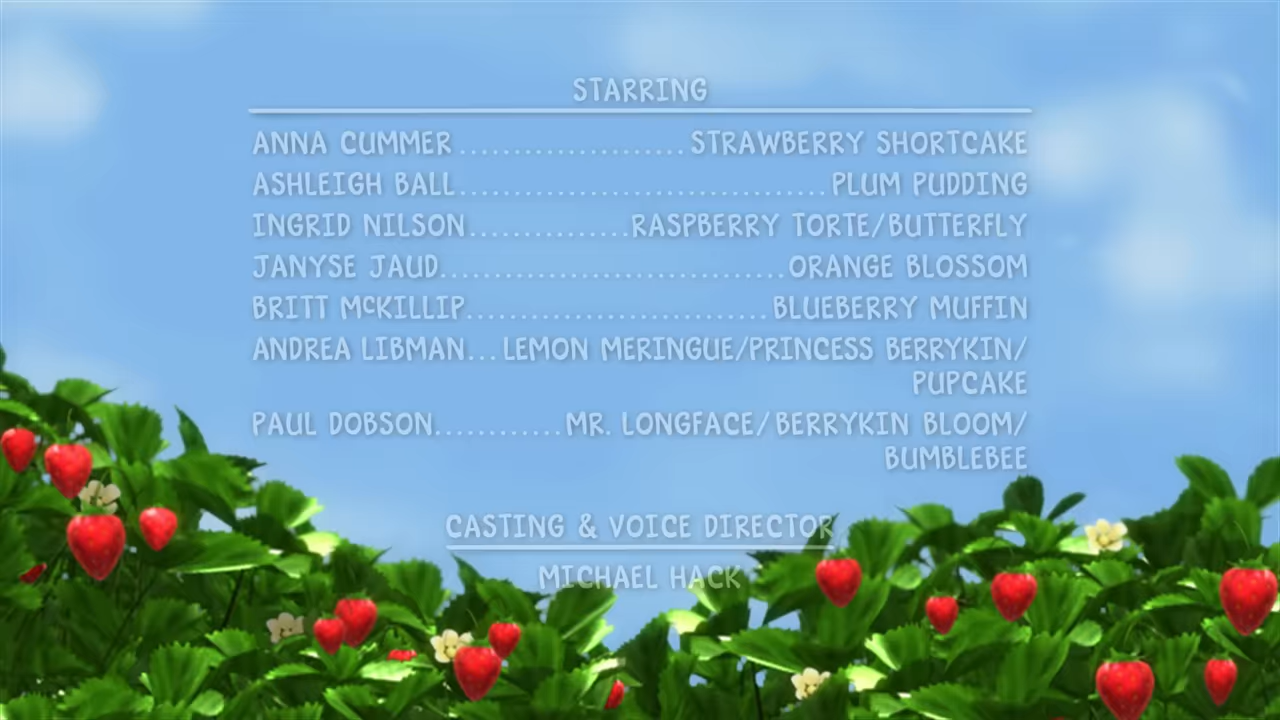 STARRING
ANNA CUMMER.....................STRAWBERRY SHORTCAKE
ASHLEIGH BALL..................................PLUM PUDDING
INGRID NILSON...............RASPBERRY TORTE/BUTTERFLY
JANYSE JAUD................................ORANGE BLOSSOM
BRITT McKILLIP............................BLUEBERRY MUFFIN
ANDREA LIBMAN...LEMON MERINGUE/PRINCESS BERRYKIN/
PUPCAKE
PAUL DOBSON............MR. LONGFACE/BERRYKIN BLOOM/
BUMBLEBEE
CASTING & VOICE DIRECTOR
MICHAEL HACK